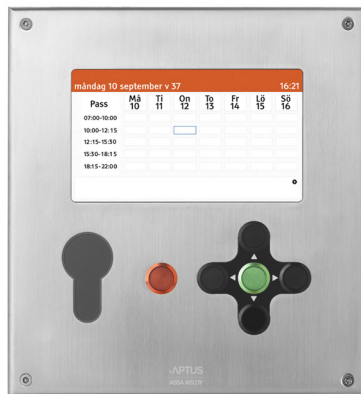 måndag 10 september v 37 16:21
Pass Må 10 Ti 11 On 12 To 13 Fr 14 Lö 15 Sö 16
07:00-10:00
10:00-12:15
12:15-15:30
15:30-18:15
18:15-22:00
APTUS
ASSA ABLOY